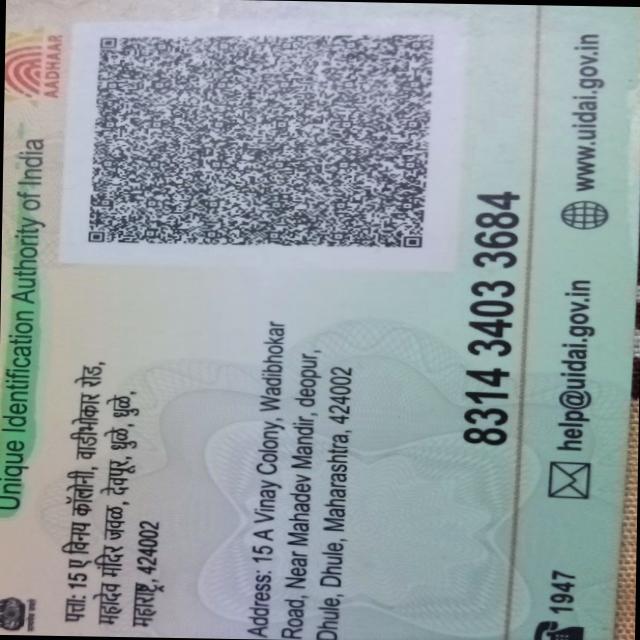 Unique Identification Authority of India
AADHAAR
पता: 15 ए विनय कॉलोनी, वाडीभोकर रोड,
महादेव मंदिर जवळ, देवपूर, धुळे, धुळे,
महाराष्ट्र, 424002
Address: 15 A Vinay Colony, Wadibhokar
Road, Near Mahadev Mandir, deopur,
Dhule, Dhule, Maharashtra, 424002
8314 3403 3684
1947
help@uidai.gov.in
www.uidai.gov.in